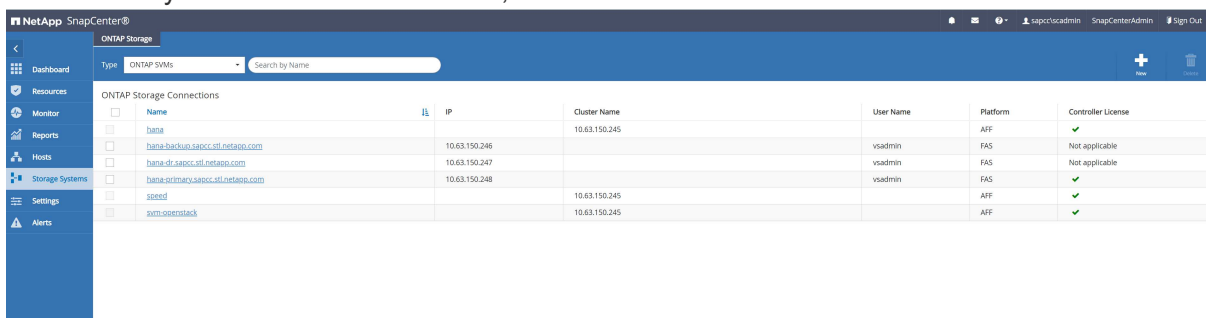 NetApp SnapCenter®
sapcc\scadmin SnapCenterAdmin Sign Out
ONTAP Storage
Type ONTAP SVMs Search by Name
New
Delete
Dashboard
Resources
Monitor
Reports
Hosts
Storage Systems
Settings
Alerts
ONTAP Storage Connections
Name IP Cluster Name User Name Platform Controller License
hana 10.63.150.245 AFF
hana-backup.sapcc.stl.netapp.com 10.63.150.246 vsadmin FAS Not applicable
hana-dr.sapcc.stl.netapp.com 10.63.150.247 vsadmin FAS Not applicable
hana-primary.sapcc.stl.netapp.com 10.63.150.248 vsadmin FAS
speed 10.63.150.245 AFF
svm-openstack 10.63.150.245 AFF